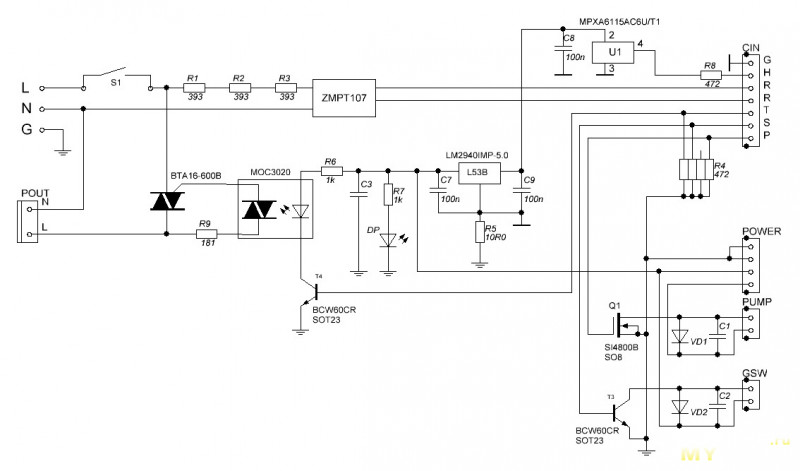 MPXA6115AC6U/T1
C8
100n
2
U1
4
3
CIN
G
H
R
R
T
S
P
R8
472
L
N
G
S1
R1
393
R2
393
R3
393
ZMPT107
R4
472
BTA16-600B
MOC3020
R6
1k
LM2940IMP-5.0
L53B
C3
R7
1k
C7
100n
C9
100n
POUT
N
L
R9
181
DP
R5
10R0
POWER
T4
BCW60CR
SOT23
Q1
SI4800B
SO8
PUMP
VD1
C1
GSW
T3
BCW60CR
SOT23
VD2
C2
MY
.ru